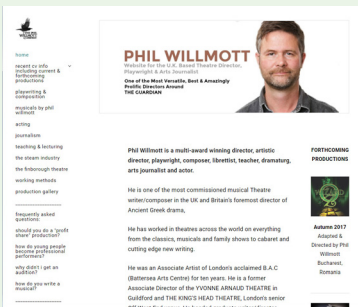 PHIL WILLMOTT
Website for the U.K. Based Theatre Director,
Playwright & Arts Journalist
One of the Most Versatile, Best & Amazingly
Prolific Directors Around
THE GUARDIAN
home
recent cv info
including current &
forthcoming
productions
playwriting &
composition
musicals by phil
willmott
acting
journalism
teaching & lecturing
the steam industry
the finborough theatre
working methods
production gallery
frequently asked
questions:
should you do a "profit
share" production?
how do young people
become professional
performers?
why didn't i get an
audition?
how do you write a
musical?
Phil Willmott is a multi-award winning director, artistic
director, playwright, composer, librettist, teacher, dramaturg,
arts journalist and actor.
He is one of the most commissioned musical Theatre
writer/composer in the UK and Britain's foremost director of
Ancient Greek drama,
He has worked in theatres across the world on everything
from the classics, musicals and family shows to cabaret and
cutting edge new writing.
He was an Associate Artist of London's acclaimed B.A.C
(Battersea Arts Centre) for ten years. He is a former
Associate Director of the YVONNE ARNAUD THEATRE in
Guildford and THE KING'S HEAD THEATRE, London's senior
FORTHCOMING
PRODUCTIONS
Autumn 2017
Adapted &
Directed by Phil
Willmott
Bucharest,
Romania